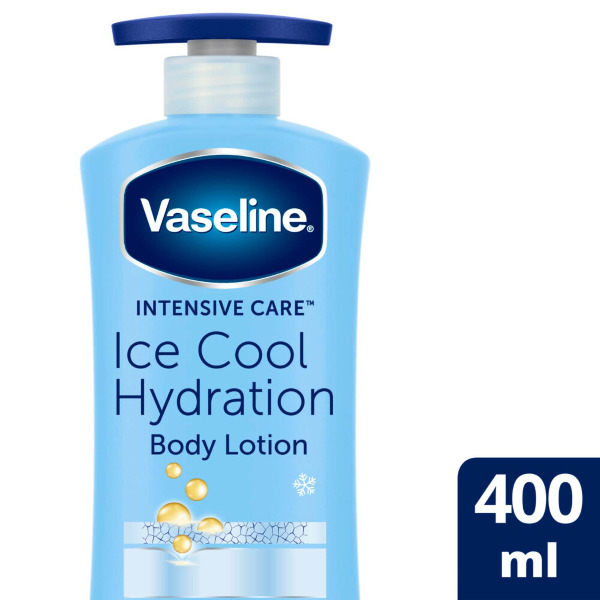 Vaseline®
INTENSIVE CARE™
Ice Cool
Hydration
Body Lotion
400
ml